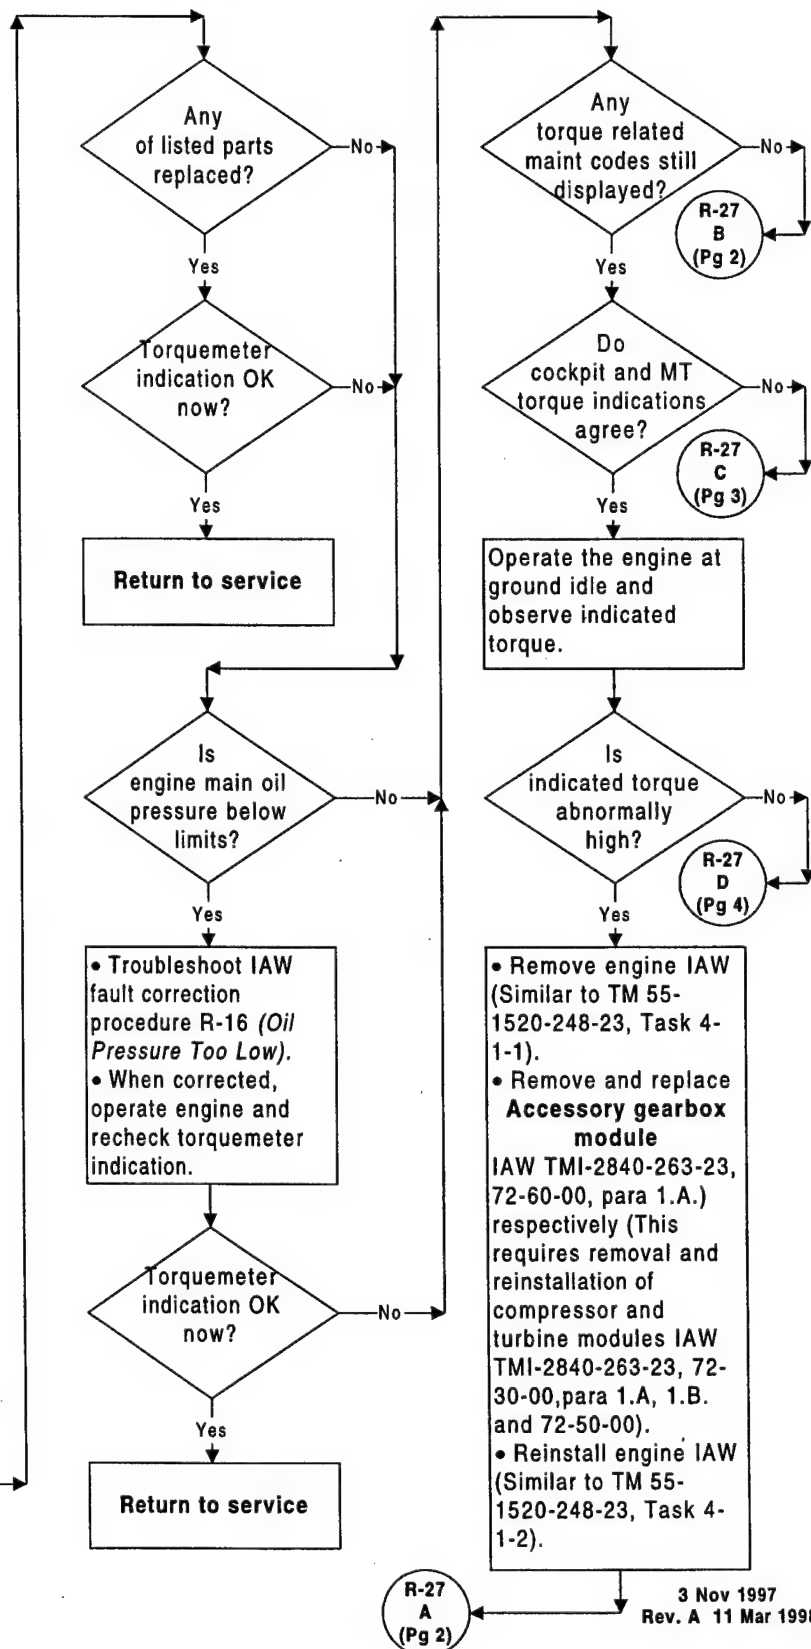 Any
of listed parts
replaced?
No
Yes
Torquemeter
indication OK
now?
No
Yes
Return to service
Is
engine main oil
pressure below
limits?
No
Yes
• Troubleshoot IAW
fault correction
procedure R-16 (Oil
Pressure Too Low).
• When corrected,
operate engine and
recheck torquemeter
indication.
Torquemeter
indication OK
now?
No
Yes
Return to service
Any
torque related
maint codes still
displayed?
No
R-27
B
(Pg 2)
Yes
Do
cockpit and MT
torque indications
agree?
No
R-27
C
(Pg 3)
Yes
Operate the engine at
ground idle and
observe indicated
torque.
Is
indicated torque
abnormally
high?
No
R-27
D
(Pg 4)
Yes
• Remove engine IAW
(Similar to TM 55-
1520-248-23, Task 4-
1-1).
• Remove and replace
Accessory gearbox
module
IAW TMI-2840-263-23,
72-60-00, para 1.A.)
respectively (This
requires removal and
reinstallation of
compressor and
turbine modules IAW
TMI-2840-263-23, 72-
30-00,para 1.A, 1.B.
and 72-50-00).
• Reinstall engine IAW
(Similar to TM 55-
1520-248-23, Task 4-
1-2).
R-27
A
(Pg 2)
3 Nov 1997
Rev. A 11 Mar 1998